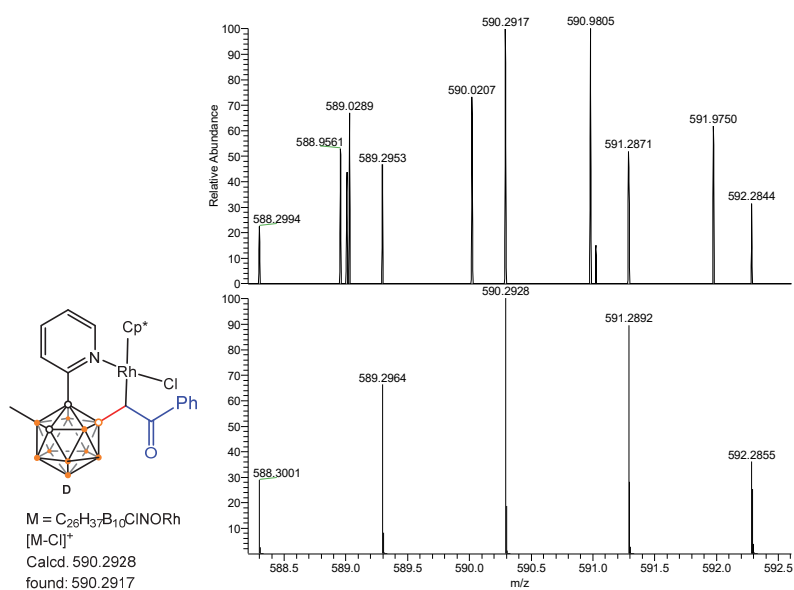 590.2917
590.9805
100
90
80
70
60
50
40
30
20
10
0
Relative Abundance
588.2994
588.9561
589.0289
589.2953
590.0207
591.2871
591.9750
592.2844
100
90
80
70
60
50
40
30
20
10
590.2928
591.2892
589.2964
588.3001
592.2855
588.5 589.0 589.5 590.0 590.5 591.0 591.5 592.0 592.5
m/z
Cp*
N
Rh
Cl
Ph
O
D
M = C₂₆H₃₇B₁₀ClNORh
[M-Cl]⁺
Calcd. 590.2928
found: 590.2917